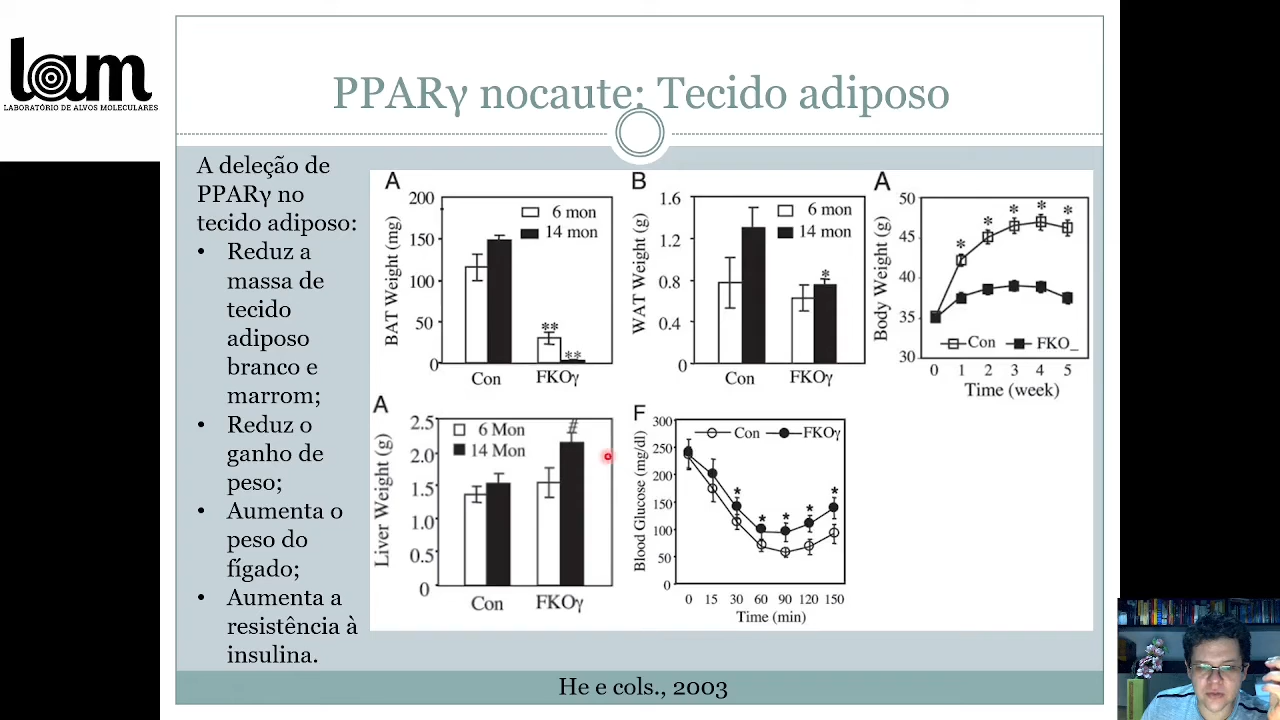 lam
LABORATÓRIO DE ALVOS MOLECULARES
PPARγ nocaute: Tecido adiposo
A deleção de
PPARγ no
tecido adiposo:
• Reduz a
massa de
tecido
adiposo
branco e
marrom;
• Reduz o
ganho de
peso;
• Aumenta o
peso do
fígado;
• Aumenta a
resistência à
insulina.
A
200
150
100
50
0
BAT Weight (mg)
6 mon
14 mon
**
**
Con
FKOγ
B
1.6
1.2
0.8
0.4
0
WAT Weight (g)
6 mon
14 mon
*
Con
FKOγ
A
50
45
40
35
30
Body Weight (g)
* * * * *
Con FKO_
0 1 2 3 4 5
Time (week)
A
2.5
2.0
1.5
1.0
0.5
0
Liver Weight (g)
6 Mon
14 Mon
#
Con
FKOγ
F
300
250
200
150
100
50
0
Blood Glucose (mg/dl)
Con FKOγ
* * * * *
0 15 30 60 90 120 150
Time (min)
He e cols., 2003